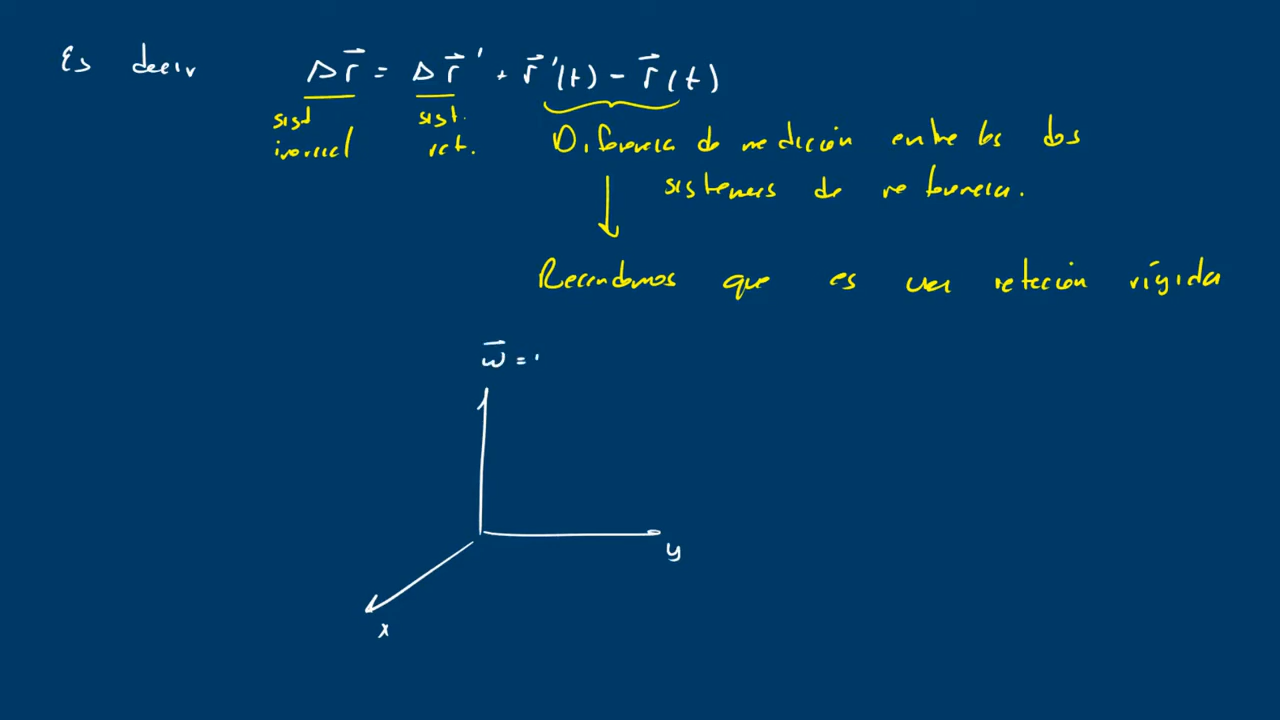 Es decir Δr⃗ = Δr⃗' + r⃗'(t) - r⃗(t)
sist inercial
sist. rot.
Diferencia de medición entre los dos
sistemas de referencia.
Recordamos que es una rotación rígida
w⃗ = '
y
x